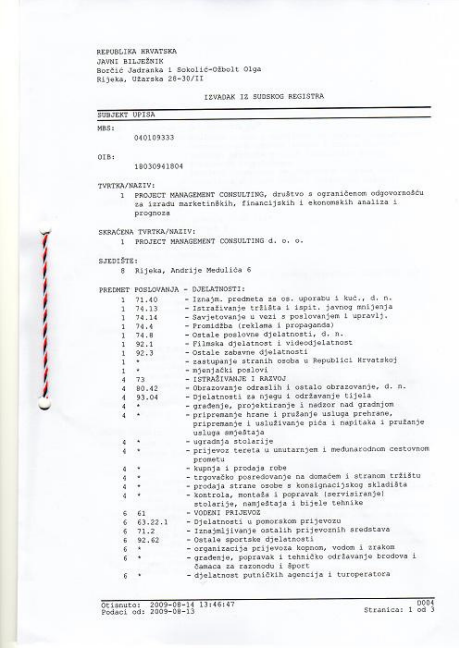 REPUBLIKA HRVATSKA
JAVNI BILJEŽNIK
Borčić Jadranka i Sokolić-Ožbolt Olga
Rijeka, Užarska 28-30/II
IZVADAK IZ SUDSKOG REGISTRA
SUBJEKT UPISA
MBS:
040109333
OIB:
18030941804
TVRTKA/NAZIV:
1 PROJECT MANAGEMENT CONSULTING, društvo s ograničenom odgovornošću
za izradu marketinških, financijskih i ekonomskih analiza i
prognoza
SKRAĆENA TVRTKA/NAZIV:
1 PROJECT MANAGEMENT CONSULTING d. o. o.
SJEDIŠTE:
8 Rijeka, Andrije Medulića 6
PREDMET POSLOVANJA - DJELATNOSTI:
1 71.40 - Iznajm. predmeta za os. uporabu i kuć., d. n.
1 74.13 - Istraživanje tržišta i ispit. javnog mnijenja
1 74.14 - Savjetovanje u vezi s poslovanjem i upravlj.
1 74.4 - Promidžba (reklama i propaganda)
1 74.8 - Ostale poslovne djelatnosti, d. n.
1 92.1 - Filmska djelatnost i videodjelatnost
1 92.3 - Ostale zabavne djelatnosti
1 * - zastupanje stranih osoba u Republici Hrvatskoj
1 * - mjenjački poslovi
4 73 - ISTRAŽIVANJE I RAZVOJ
4 80.42 - Obrazovanje odraslih i ostalo obrazovanje, d. n.
4 93.04 - Djelatnosti za njegu i održavanje tijela
4 * - građenje, projektiranje i nadzor nad gradnjom
4 * - pripremanje hrane i pružanje usluga prehrane,
pripremanje i usluživanje pića i napitaka i pružanje
usluga smještaja
4 * - ugradnja stolarije
4 * - prijevoz tereta u unutarnjem i međunarodnom cestovnom
prometu
4 * - kupnja i prodaja robe
4 * - trgovačko posredovanje na domaćem i stranom tržištu
4 * - prodaja strane osobe s konsignacijskog skladišta
4 * - kontrola, montaža i popravak (servisiranje)
stolarije, namještaja i bijele tehnike
6 61 - VODENI PRIJEVOZ
6 63.22.1 - Djelatnosti u pomorskom prijevozu
6 71.2 - Iznajmljivanje ostalih prijevoznih sredstava
6 92.62 - Ostale sportske djelatnosti
6 * - organizacija prijevoza kopnom, vodom i zrakom
6 * - građenje, popravak i tehničko održavanje brodova i
čamaca za razonodu i šport
6 * - djelatnost putničkih agencija i turoperatora
Otisnuto: 2009-08-14 13:46:47 D004
Podaci od: 2009-08-13 Stranica: 1 od 3